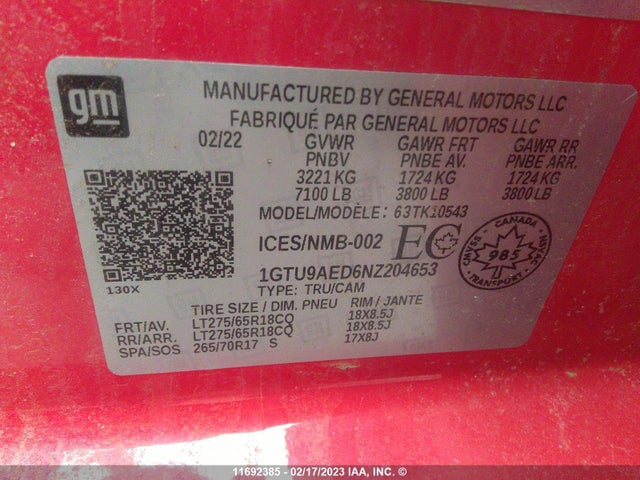 gm
MANUFACTURED BY GENERAL MOTORS LLC
FABRIQUÉ PAR GENERAL MOTORS LLC
02/22 GVWR GAWR FRT GAWR RR
PNBV PNBE AV. PNBE ARR.
3221 KG 1724 KG 1724 KG
7100 LB 3800 LB 3800 LB
MODEL/MODÈLE: 63TK10543
ICES/NMB-002 EC
CANADA
CMVSS 985 NSVAC
TRANSPORT
130X
1GTU9AED6NZ204653
TYPE: TRU/CAM
TIRE SIZE / DIM. PNEU RIM / JANTE
FRT/AV. LT275/65R18CQ 18X8.5J
RR/ARR. LT275/65R18CQ 18X8.5J
SPA/SOS 265/70R17 S 17X8J
11692385 - 02/17/2023 IAA, INC. ©